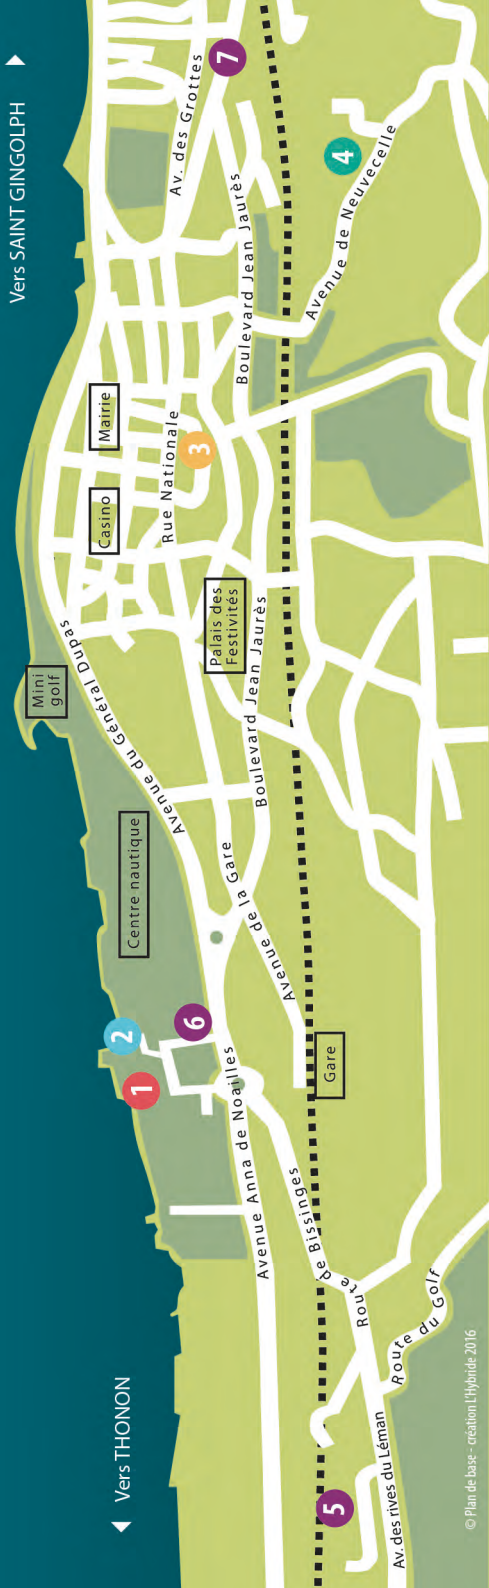 Vers THONON
Vers SAINT GINGOLPH
Mini
golf
Centre nautique
Casino
Mairie
1
2
6
3
7
4
5
Avenue du Général Dupas
Rue Nationale
Av. des Grottes
Palais des
Festivités
Boulevard Jean Jaurès
Boulevard Jean Jaurès
Avenue de Neuvecelle
Avenue de la Gare
Gare
Avenue Anna de Noailles
Route de Bissinges
Route du Golf
Av. des rives du Léman
© Plan de base - création L'Hybride 2016